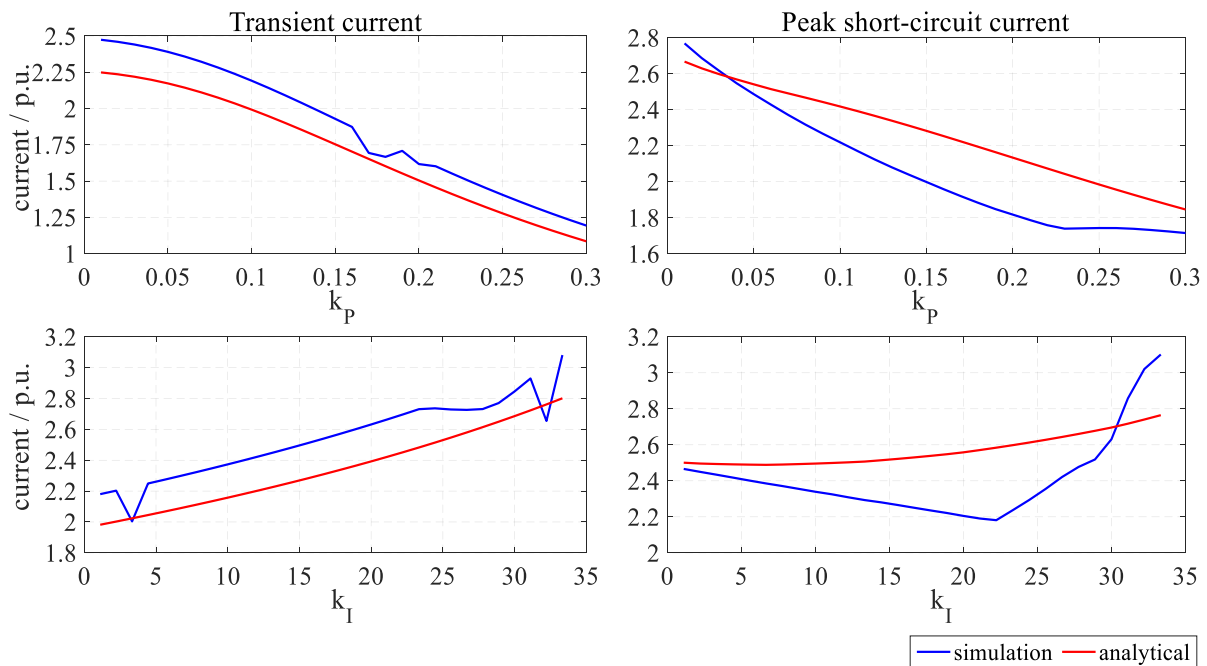 Transient current
Peak short-circuit current
current / p.u.
2.5
2.25
2
1.75
1.5
1.25
1
0 0.05 0.1 0.15 0.2 0.25 0.3
k_P
2.8
2.6
2.4
2.2
2
1.8
1.6
0 0.05 0.1 0.15 0.2 0.25 0.3
k_P
current / p.u.
3.2
3
2.8
2.6
2.4
2.2
2
1.8
0 5 10 15 20 25 30 35
k_I
3.2
3
2.8
2.6
2.4
2.2
2
0 5 10 15 20 25 30 35
k_I
simulation analytical